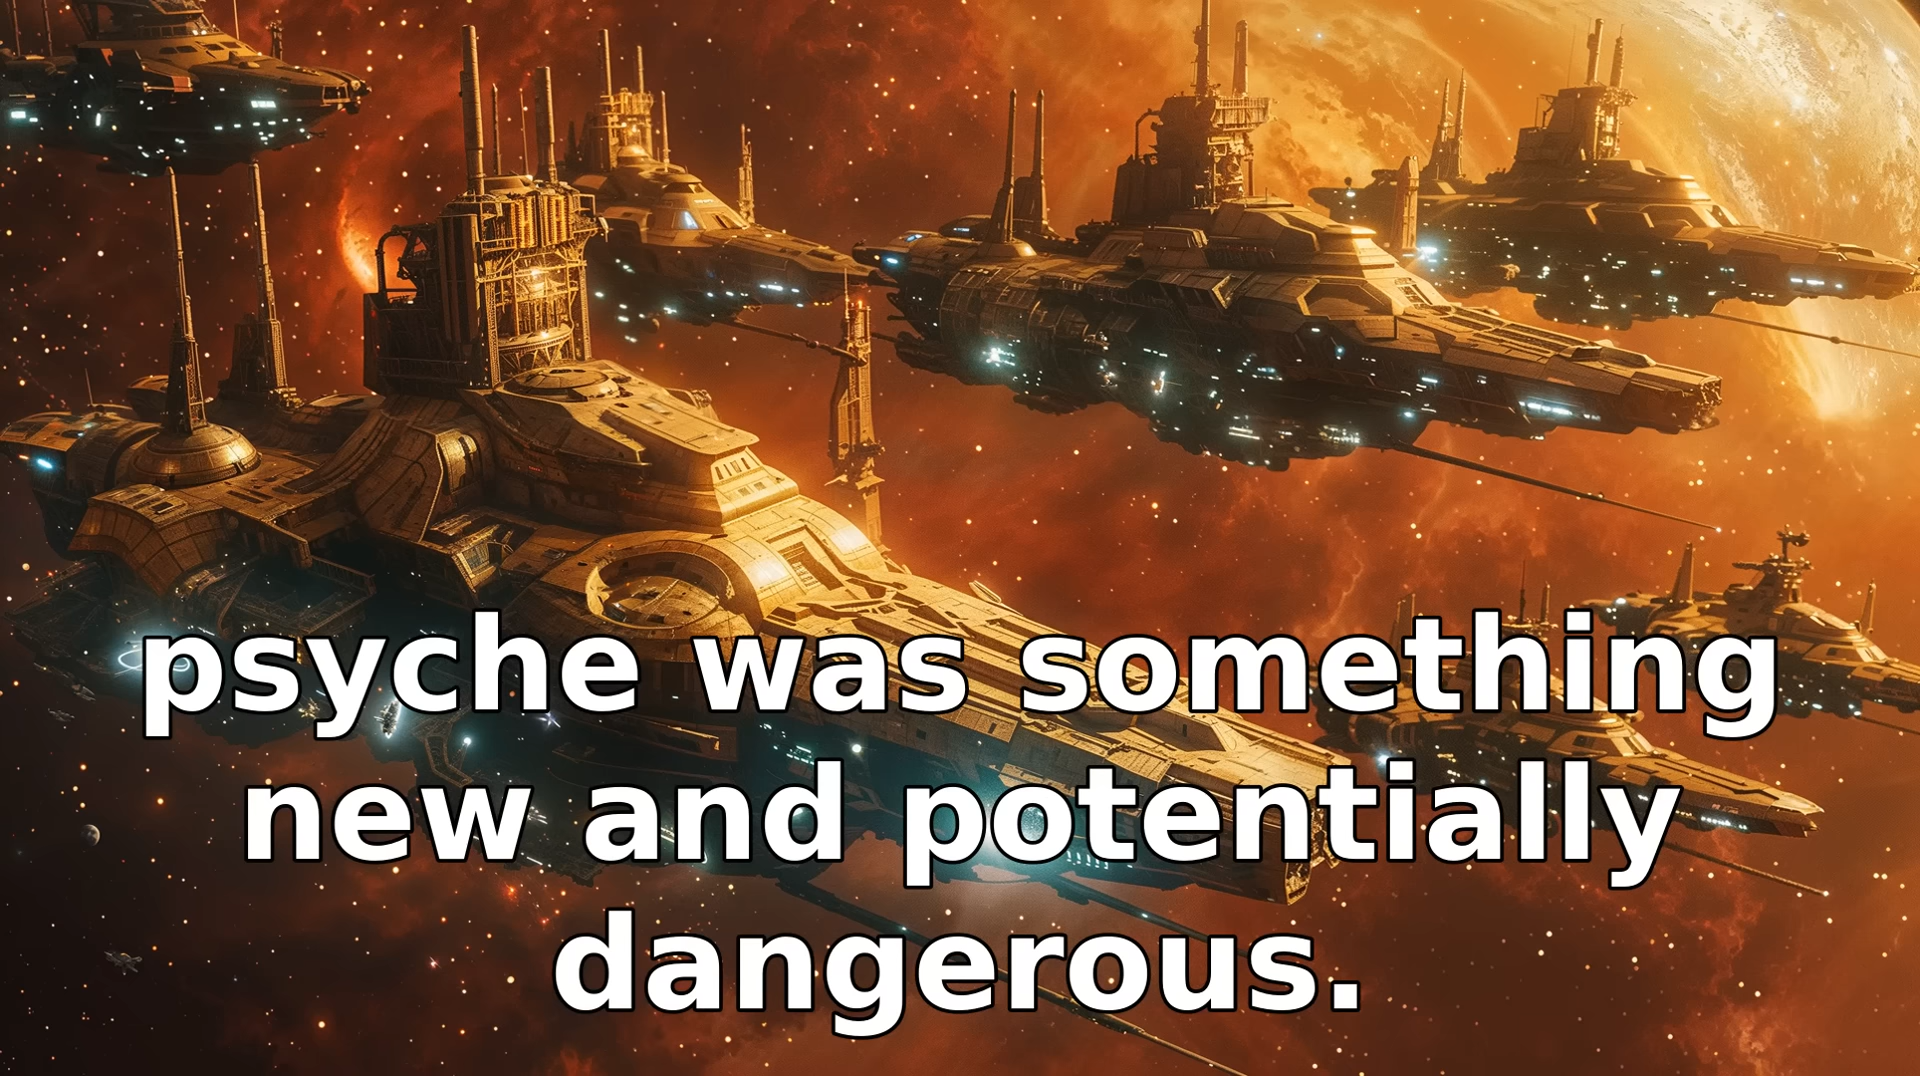 psyche was something
new and potentially
dangerous.